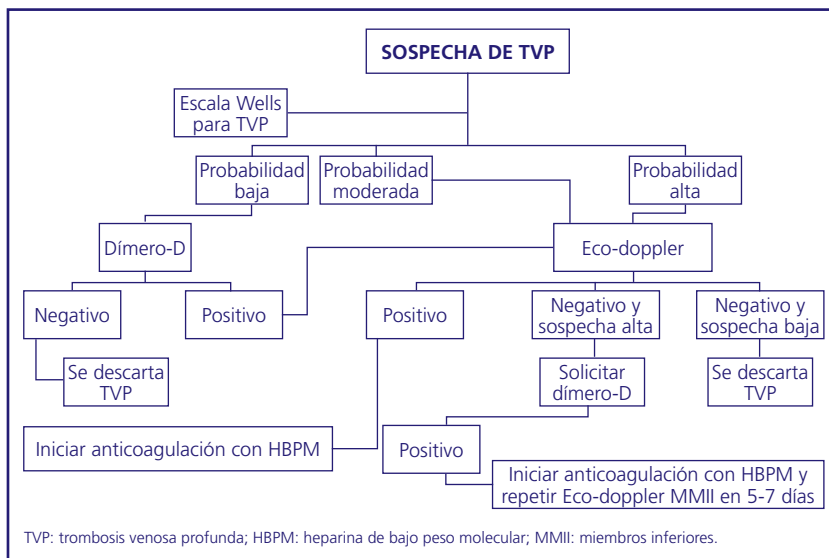 SOSPECHA DE TVP
Escala Wells
para TVP
Probabilidad
baja
Probabilidad
moderada
Probabilidad
alta
Dímero-D
Eco-doppler
Negativo
Positivo
Positivo
Negativo y
sospecha alta
Negativo y
sospecha baja
Se descarta
TVP
Solicitar
dímero-D
Se descarta
TVP
Iniciar anticoagulación con HBPM
Positivo
Iniciar anticoagulación con HBPM y
repetir Eco-doppler MMII en 5-7 días
TVP: trombosis venosa profunda; HBPM: heparina de bajo peso molecular; MMII: miembros inferiores.